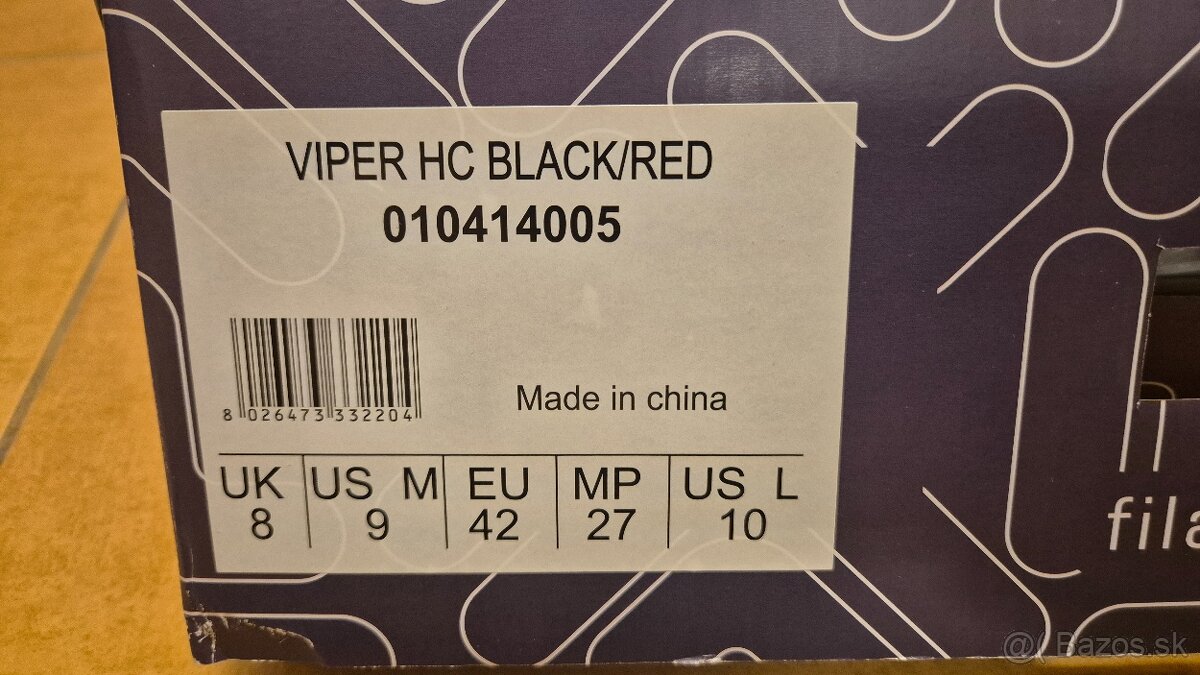 VIPER HC BLACK/RED
010414005
8 026473 332204
Made in china
UK US M EU MP US L
8 9 42 27 10
fila
@( Bazos.sk